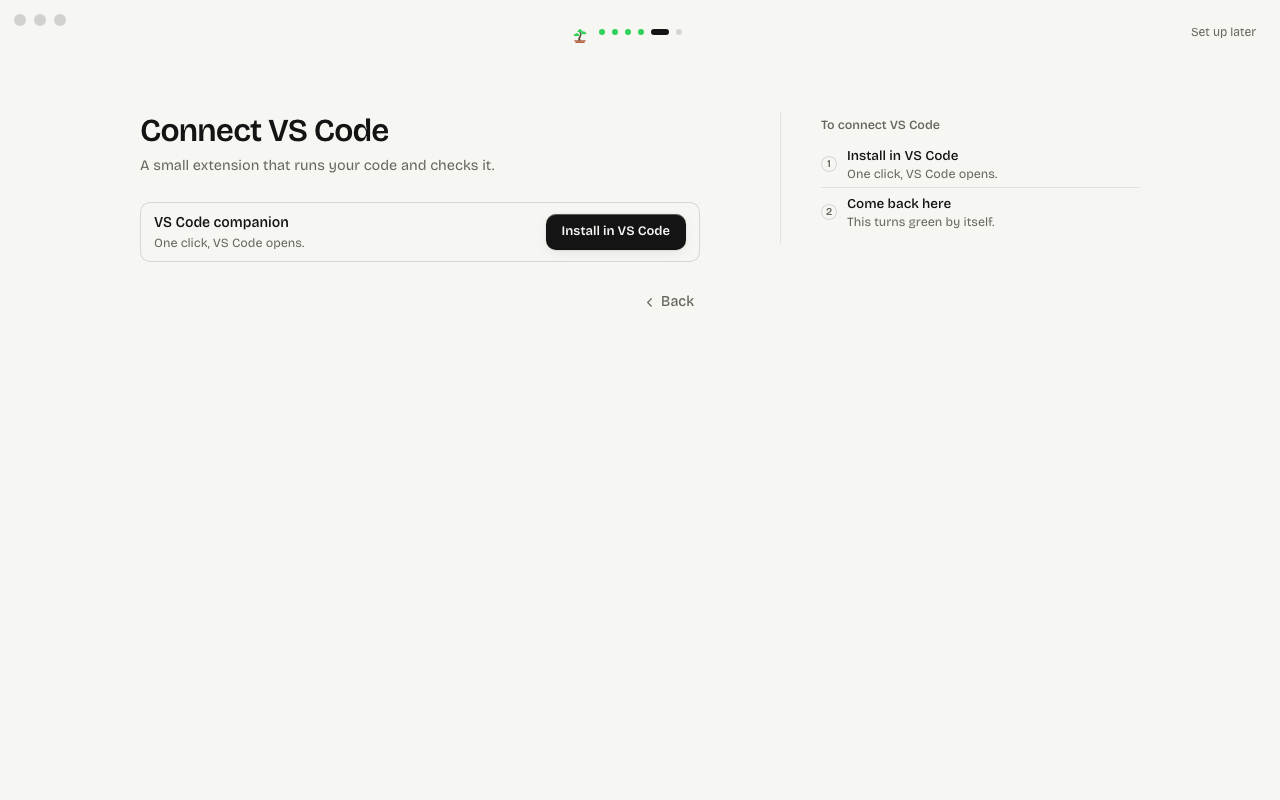 Set up later
Connect VS Code
A small extension that runs your code and checks it.
VS Code companion
One click, VS Code opens.
Install in VS Code
Back
To connect VS Code
1
Install in VS Code
One click, VS Code opens.
2
Come back here
This turns green by itself.